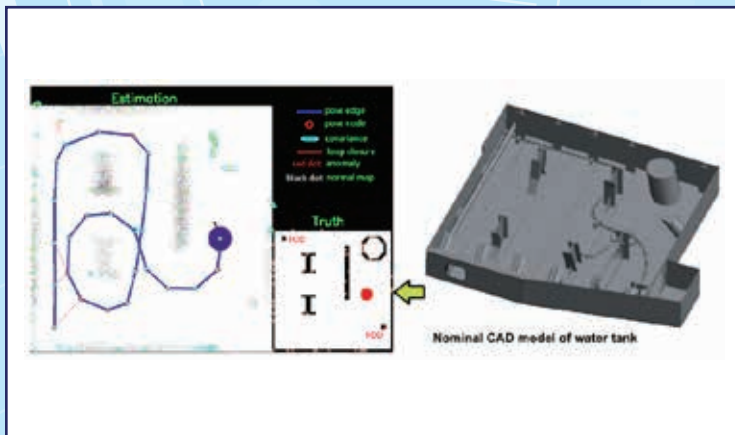 Estimation
pose edge
pose node
covariance
loop closure
red dot anomaly
black dot normal map
Truth
FOD
FOD
Nominal CAD model of water tank